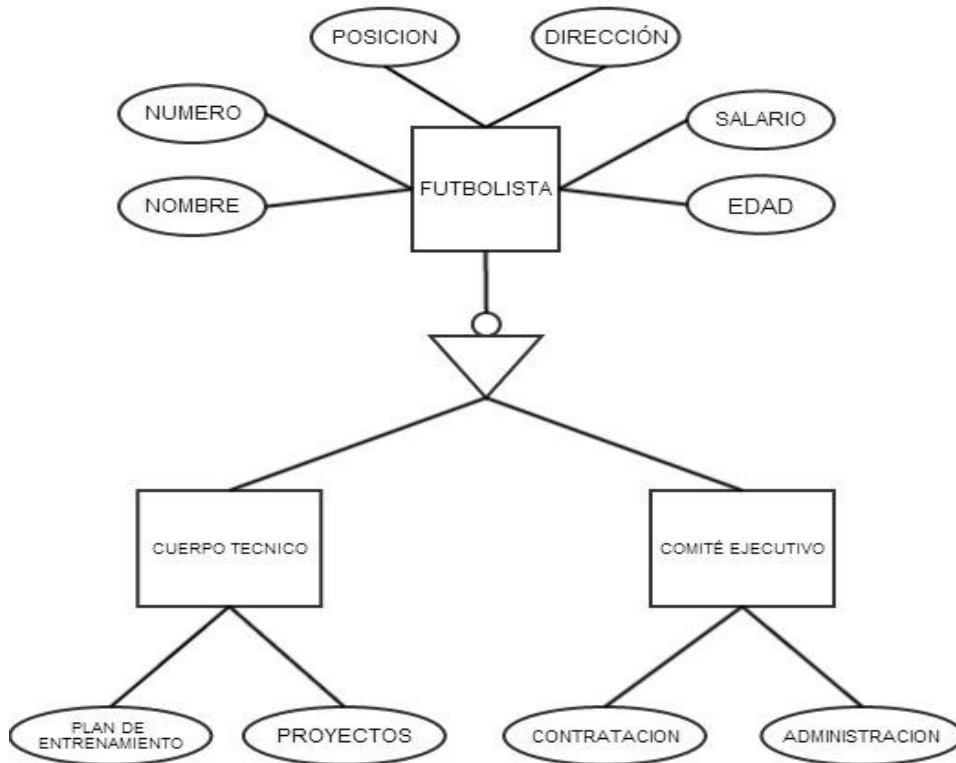 POSICION
DIRECCIÓN
NUMERO
SALARIO
FUTBOLISTA
NOMBRE
EDAD
CUERPO TECNICO
COMITÉ EJECUTIVO
PLAN DE
ENTRENAMIENTO
PROYECTOS
CONTRATACION
ADMINISTRACION